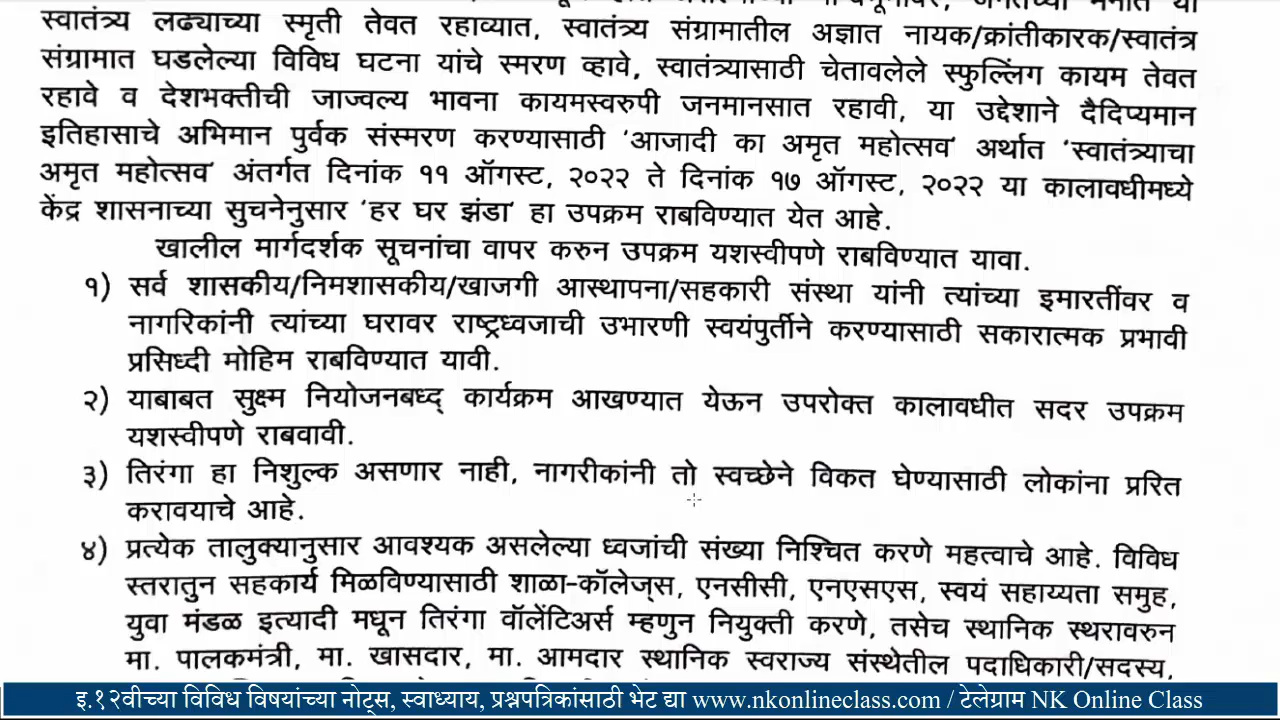 स्वातंत्र्य लढ्याच्या स्मृती तेवत रहाव्यात, स्वातंत्र्य संग्रामातील अज्ञात नायक/क्रांतीकारक/स्वातंत्र
संग्रामात घडलेल्या विविध घटना यांचे स्मरण व्हावे, स्वातंत्र्यासाठी चेतावलेले स्फुल्लिंग कायम तेवत
रहावे व देशभक्तीची जाज्वल्य भावना कायमस्वरुपी जनमानसात रहावी, या उद्देशाने दैदिप्यमान
इतिहासाचे अभिमान पुर्वक संस्मरण करण्यासाठी 'आजादी का अमृत महोत्सव' अर्थात 'स्वातंत्र्याचा
अमृत महोत्सव' अंतर्गत दिनांक ११ ऑगस्ट, २०२२ ते दिनांक १७ ऑगस्ट, २०२२ या कालावधीमध्ये
केंद्र शासनाच्या सुचनेनुसार 'हर घर झंडा' हा उपक्रम राबविण्यात येत आहे.
खालील मार्गदर्शक सूचनांचा वापर करुन उपक्रम यशस्वीपणे राबविण्यात यावा.
१) सर्व शासकीय/निमशासकीय/खाजगी आस्थापना/सहकारी संस्था यांनी त्यांच्या इमारतींवर व
नागरिकांनी त्यांच्या घरावर राष्ट्रध्वजाची उभारणी स्वयंपुर्तीने करण्यासाठी सकारात्मक प्रभावी
प्रसिध्दी मोहिम राबविण्यात यावी.
२) याबाबत सुक्ष्म नियोजनबध्द् कार्यक्रम आखण्यात येऊन उपरोक्त कालावधीत सदर उपक्रम
यशस्वीपणे राबवावी.
३) तिरंगा हा निशुल्क असणार नाही, नागरीकांनी तो स्वच्छेने विकत घेण्यासाठी लोकांना प्ररित
करावयाचे आहे.
४) प्रत्येक तालुक्यानुसार आवश्यक असलेल्या ध्वजांची संख्या निश्चित करणे महत्वाचे आहे. विविध
स्तरातुन सहकार्य मिळविण्यासाठी शाळा-कॉलेज्स, एनसीसी, एनएसएस, स्वयं सहाय्यता समुह,
युवा मंडळ इत्यादी मधून तिरंगा वॉलेंटिअर्स म्हणुन नियुक्ती करणे, तसेच स्थानिक स्थरावरुन
मा. पालकमंत्री, मा. खासदार, मा. आमदार स्थानिक स्वराज्य संस्थेतील पदाधिकारी/सदस्य,
इ.१२वीच्या विविध विषयांच्या नोट्स, स्वाध्याय, प्रश्नपत्रिकांसाठी भेट द्या www.nkonlineclass.com / टेलेग्राम NK Online Class